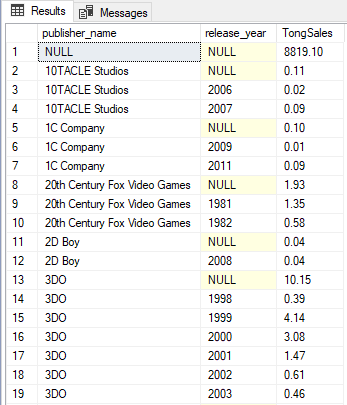 Results Messages
publisher_name release_year TongSales
1 NULL NULL 8819.10
2 10TACLE Studios NULL 0.11
3 10TACLE Studios 2006 0.02
4 10TACLE Studios 2007 0.09
5 1C Company NULL 0.10
6 1C Company 2009 0.01
7 1C Company 2011 0.09
8 20th Century Fox Video Games NULL 1.93
9 20th Century Fox Video Games 1981 1.35
10 20th Century Fox Video Games 1982 0.58
11 2D Boy NULL 0.04
12 2D Boy 2008 0.04
13 3DO NULL 10.15
14 3DO 1998 0.39
15 3DO 1999 4.14
16 3DO 2000 3.08
17 3DO 2001 1.47
18 3DO 2002 0.61
19 3DO 2003 0.46